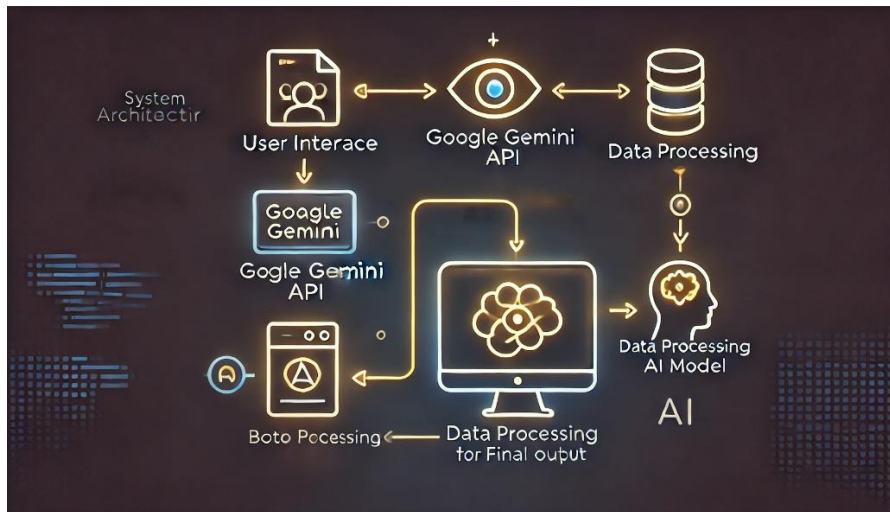 System
Architectir
User Interace
Google Gemini
API
Data Processing
Goagle
Gemini
Gogle Gemini
API
Data Processing
AI Model
AI
Boto Pocessing
Data Processing
for Final output